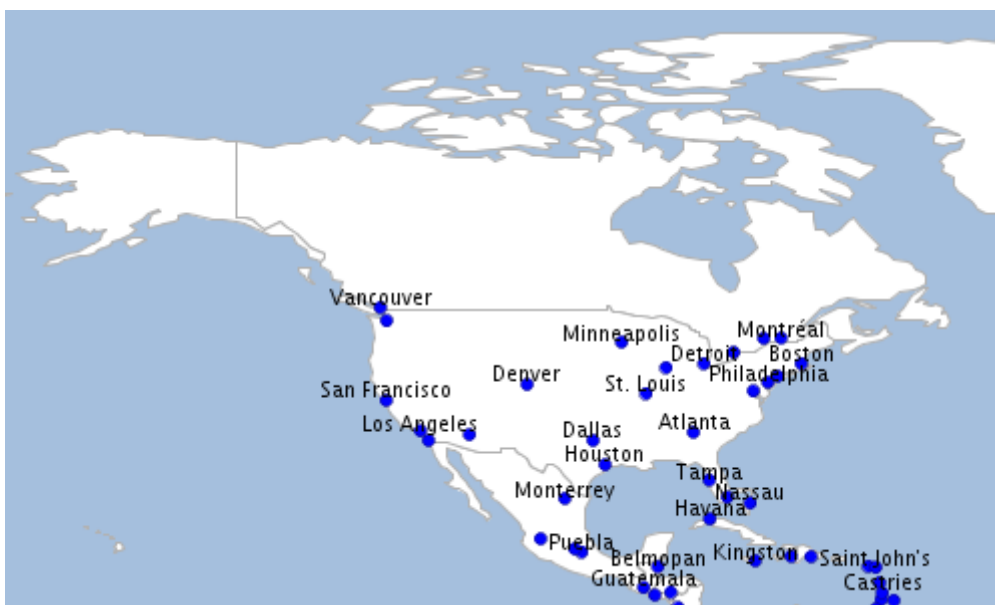 Vancouver
Minneapolis
Montréal
Detroit
Boston
Denver
St. Louis
Philadelphia
San Francisco
Los Angeles
Dallas
Atlanta
Houston
Tampa
Monterrey
Nassau
Havana
Puebla
Belmopan
Kingston
Saint John's
Guatemala
Castries